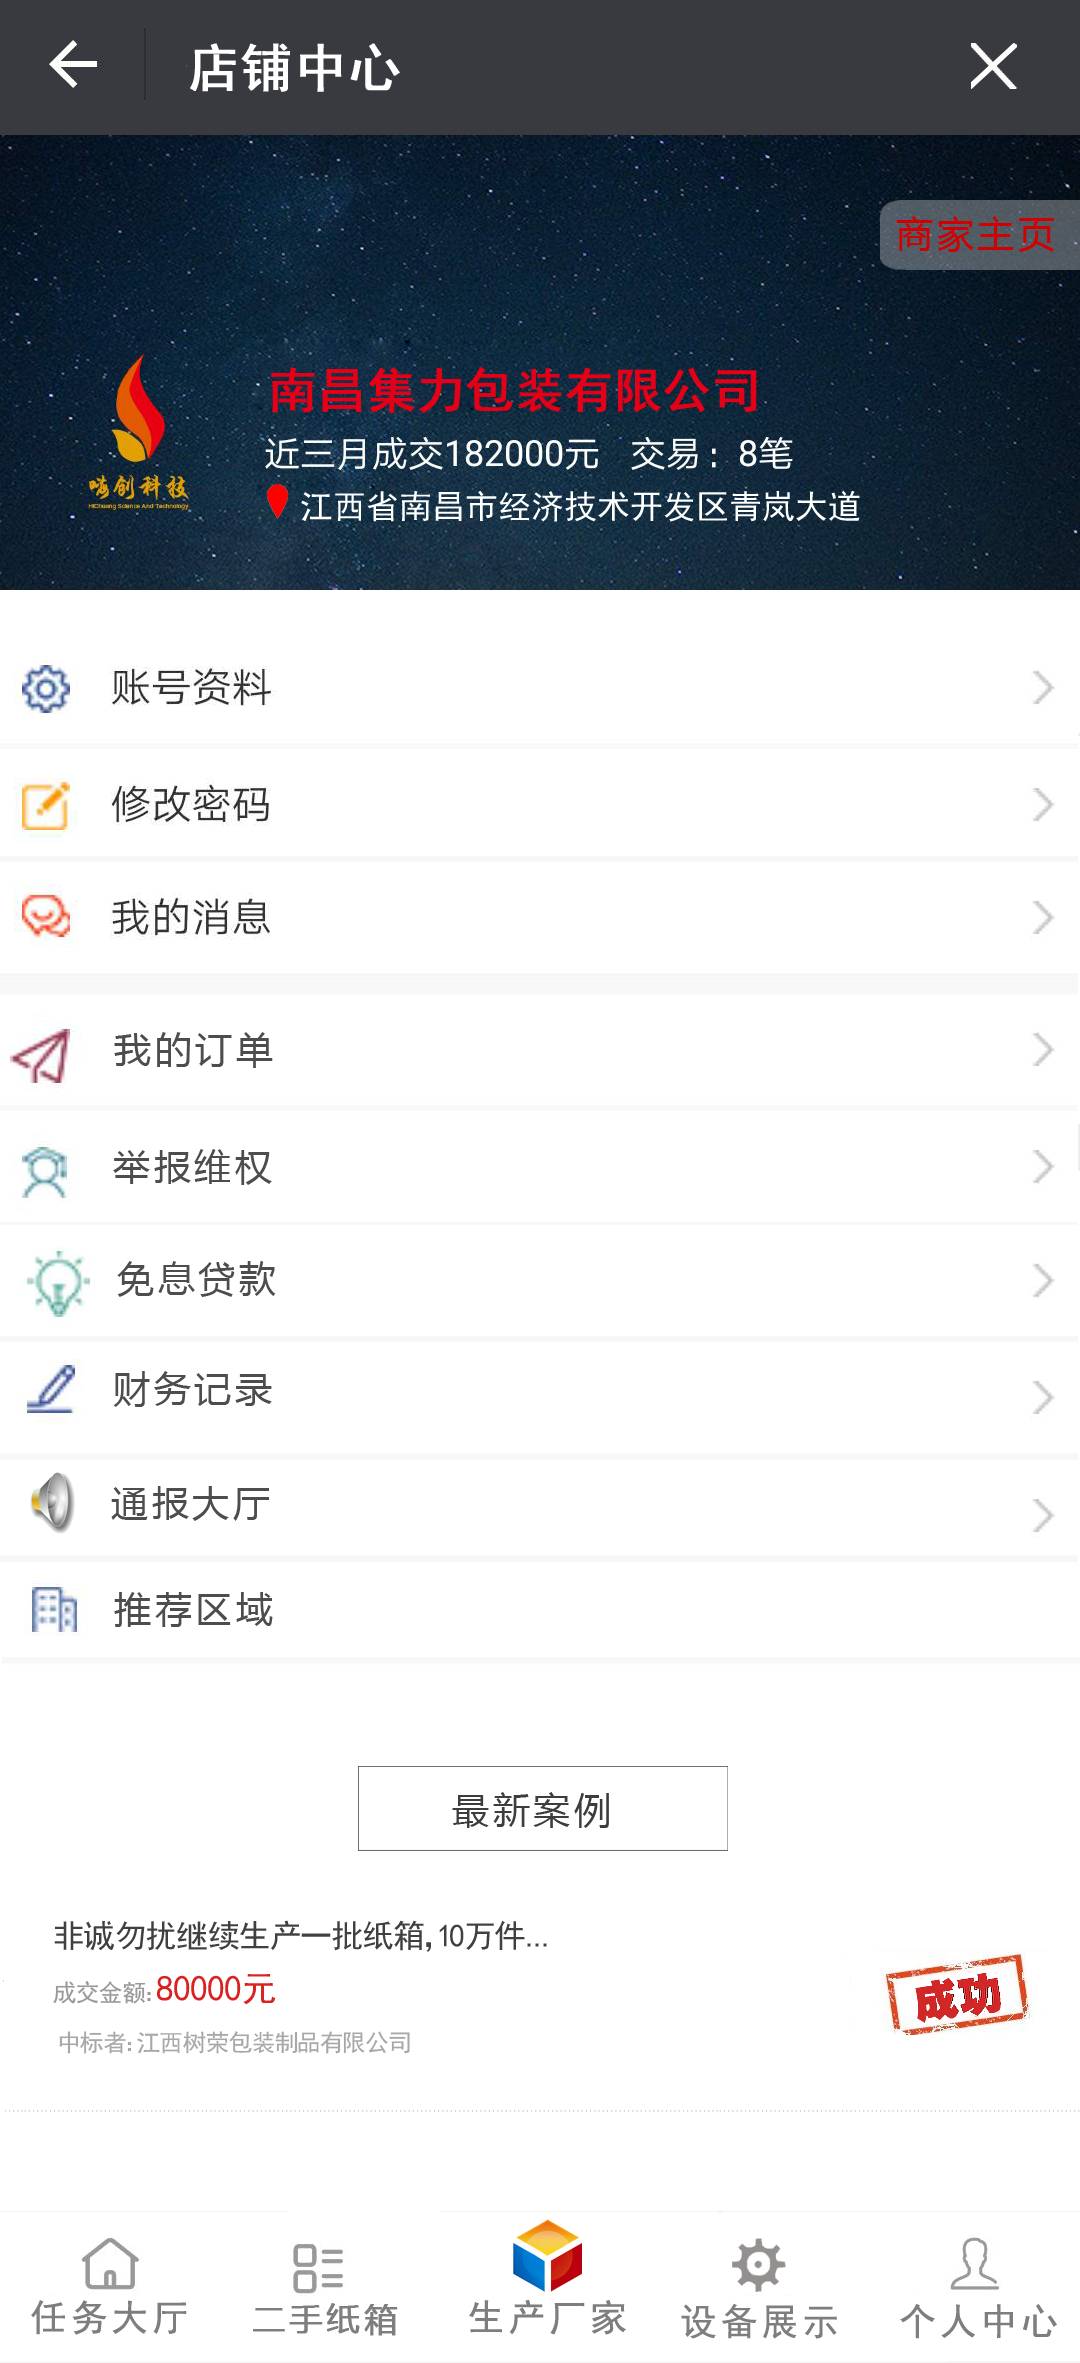 店铺中心
商家主页
南昌集力包装有限公司
近三月成交182000元 交易：8笔
江西省南昌市经济技术开发区青岚大道
嗨创科技
HiChuang Science And Technology
账号资料
修改密码
我的消息
我的订单
举报维权
免息贷款
财务记录
通报大厅
推荐区域
最新案例
非诚勿扰继续生产一批纸箱,10万件...
成交金额:80000元
成功
中标者:江西树荣包装制品有限公司
任务大厅
二手纸箱
生产厂家
设备展示
个人中心